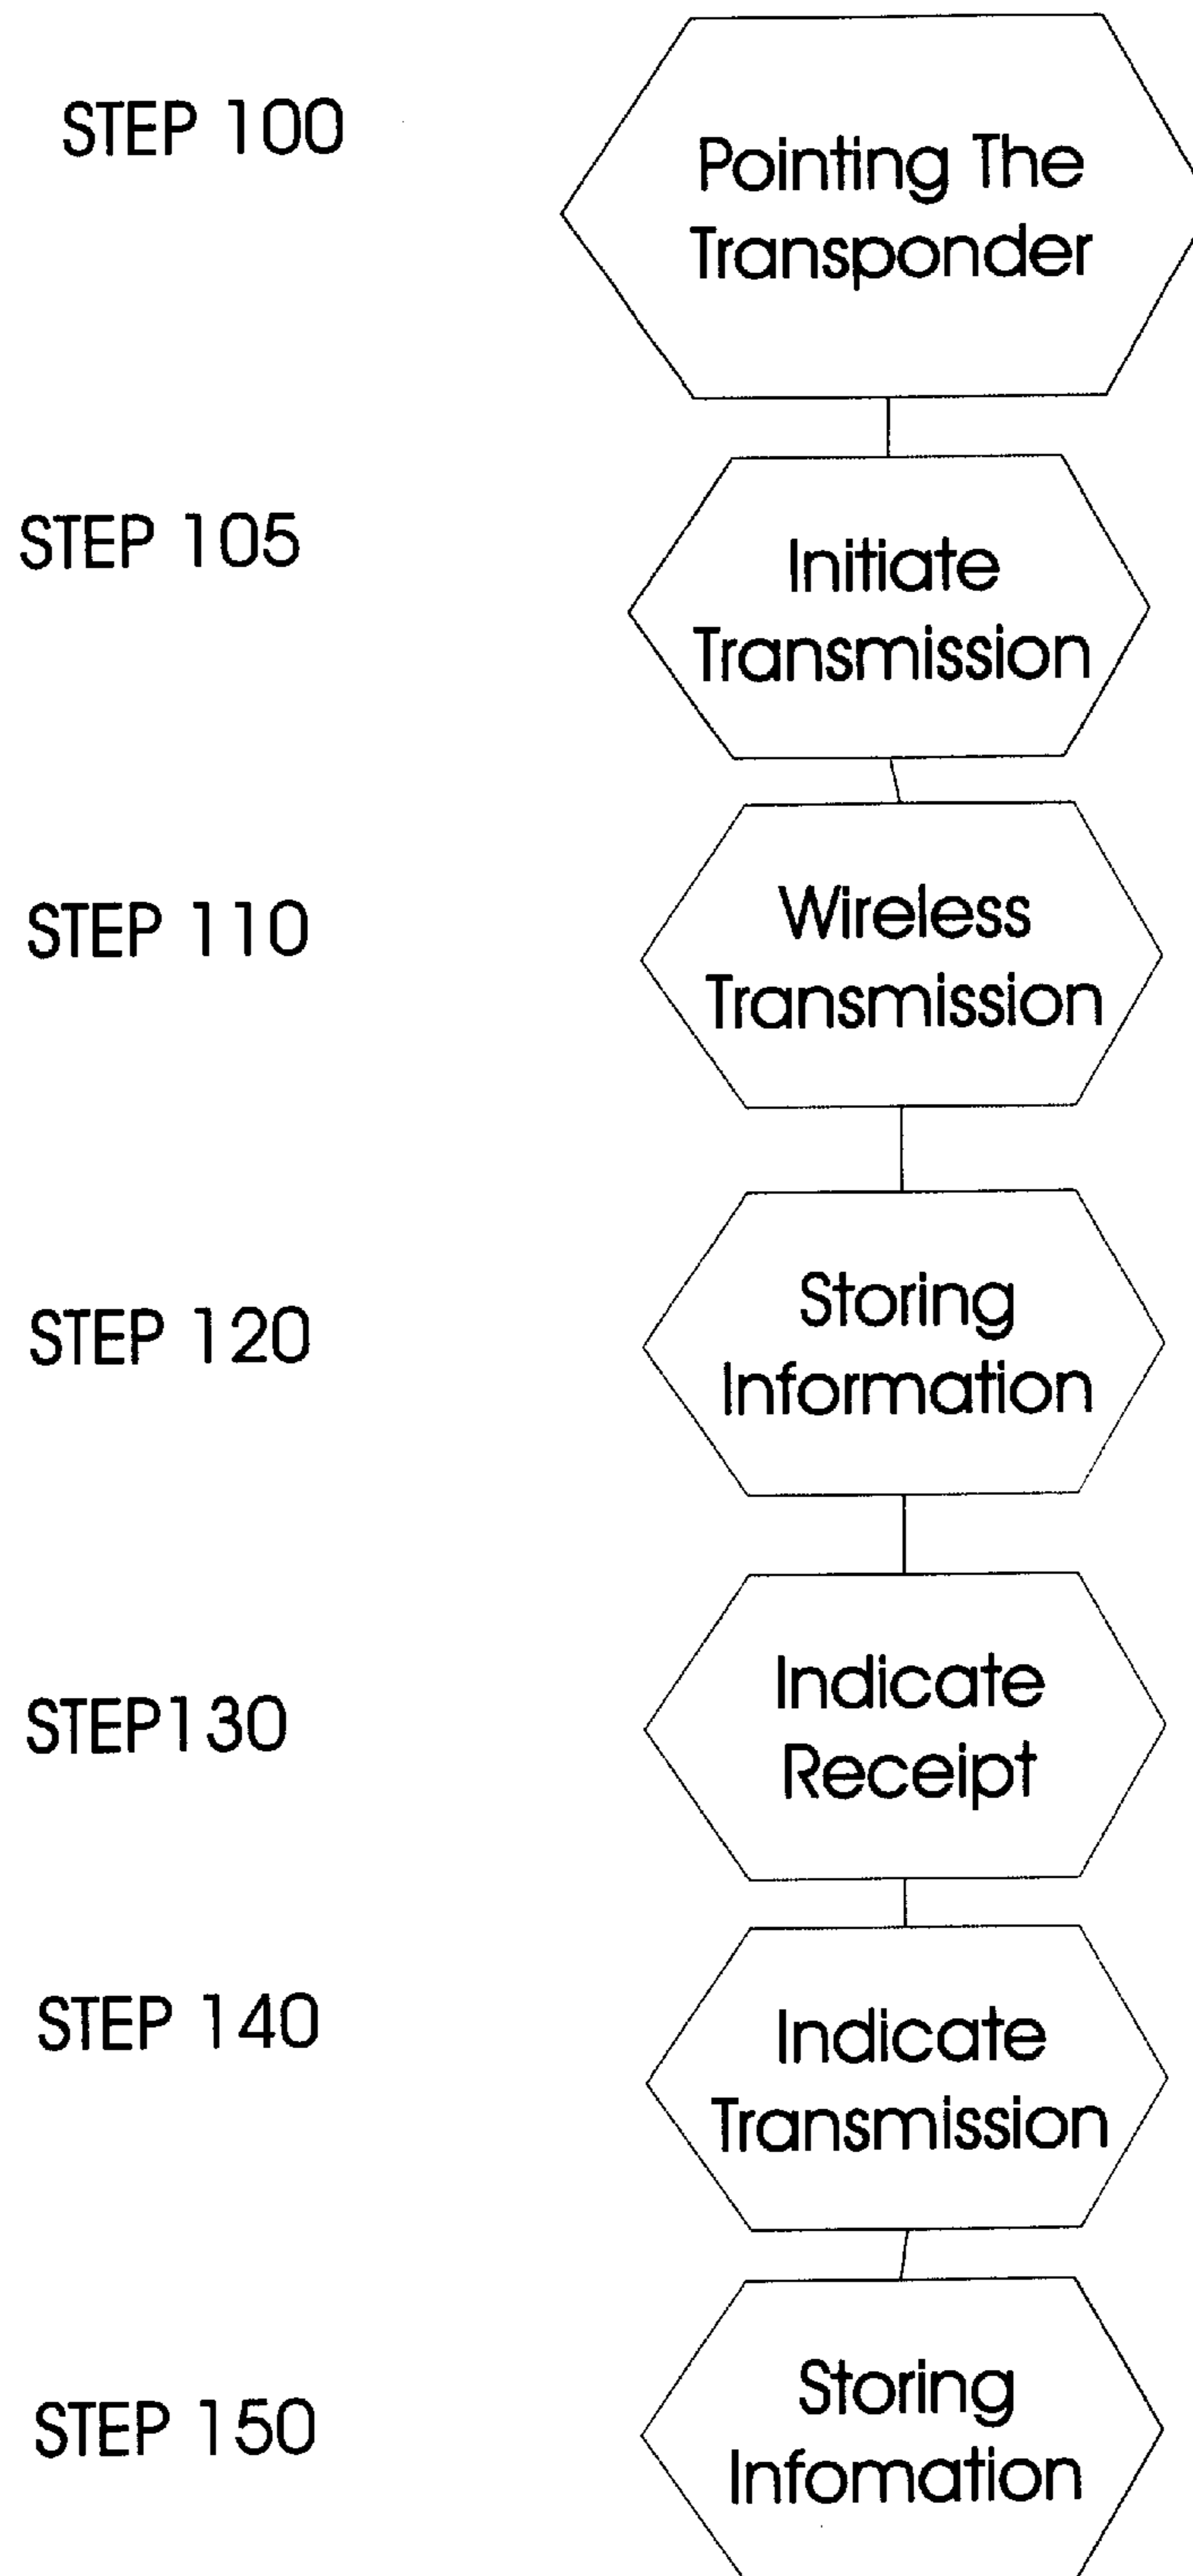 STEP 100
Pointing The
Transponder
STEP 105
Initiate
Transmission
STEP 110
Wireless
Transmission
STEP 120
Storing
Information
STEP130
Indicate
Receipt
STEP 140
Indicate
Transmission
STEP 150
Storing
Infomation